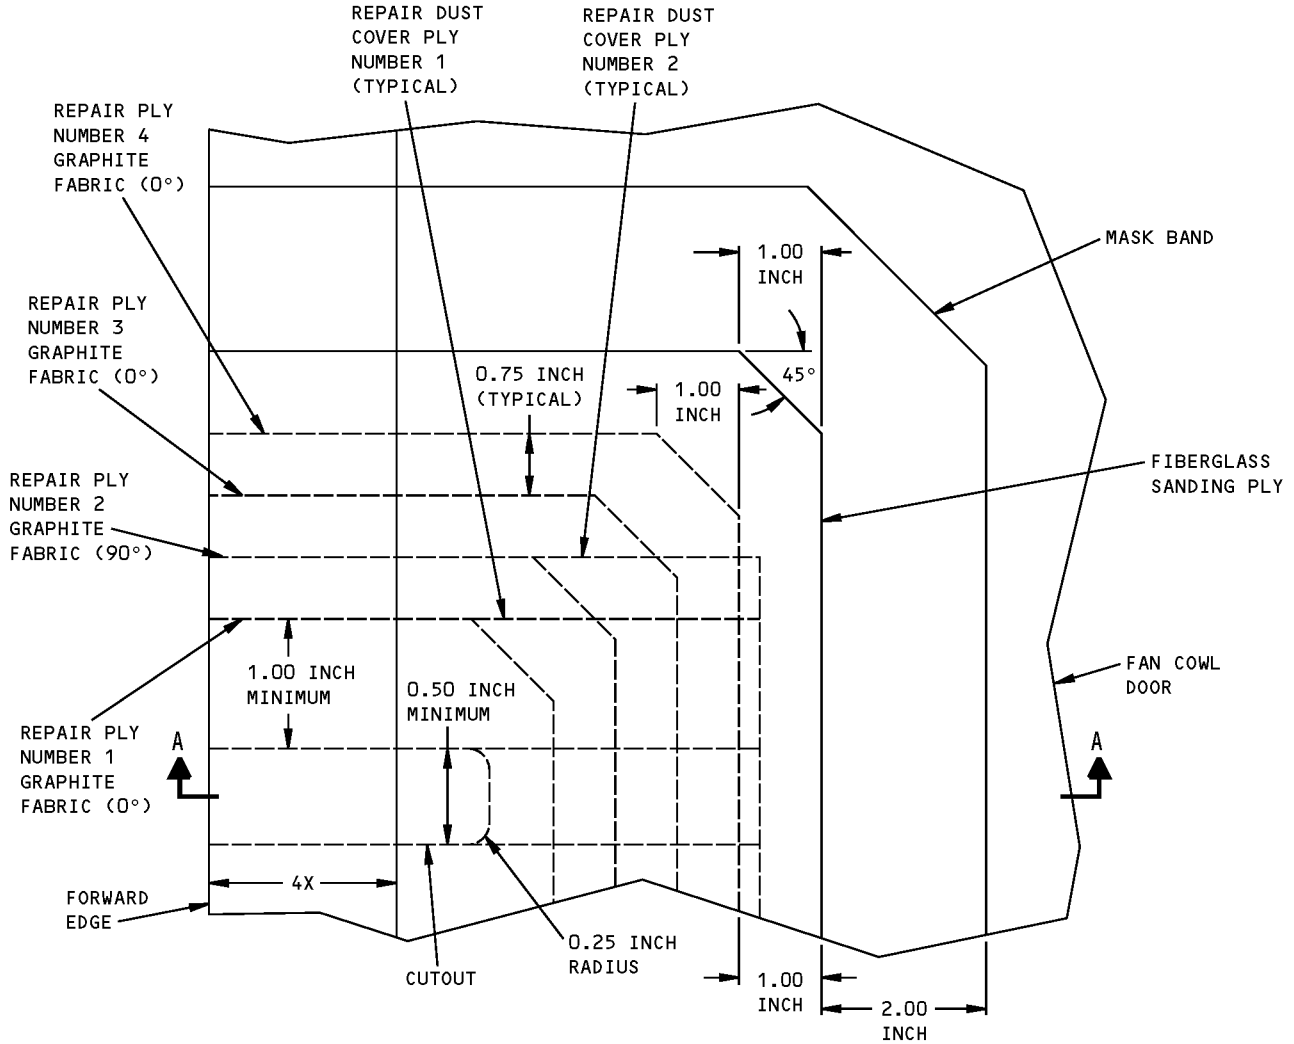 REPAIR DUST
COVER PLY
NUMBER 1
(TYPICAL)
REPAIR DUST
COVER PLY
NUMBER 2
(TYPICAL)
REPAIR PLY
NUMBER 4
GRAPHITE
FABRIC (0°)
MASK BAND
1.00
INCH
REPAIR PLY
NUMBER 3
GRAPHITE
FABRIC (0°)
0.75 INCH
(TYPICAL)
1.00
INCH
45°
FIBERGLASS
SANDING PLY
REPAIR PLY
NUMBER 2
GRAPHITE
FABRIC (90°)
1.00 INCH
MINIMUM
0.50 INCH
MINIMUM
FAN COWL
DOOR
REPAIR PLY
NUMBER 1
GRAPHITE
FABRIC (0°)
A
A
4X
FORWARD
EDGE
0.25 INCH
RADIUS
CUTOUT
1.00
INCH
2.00
INCH